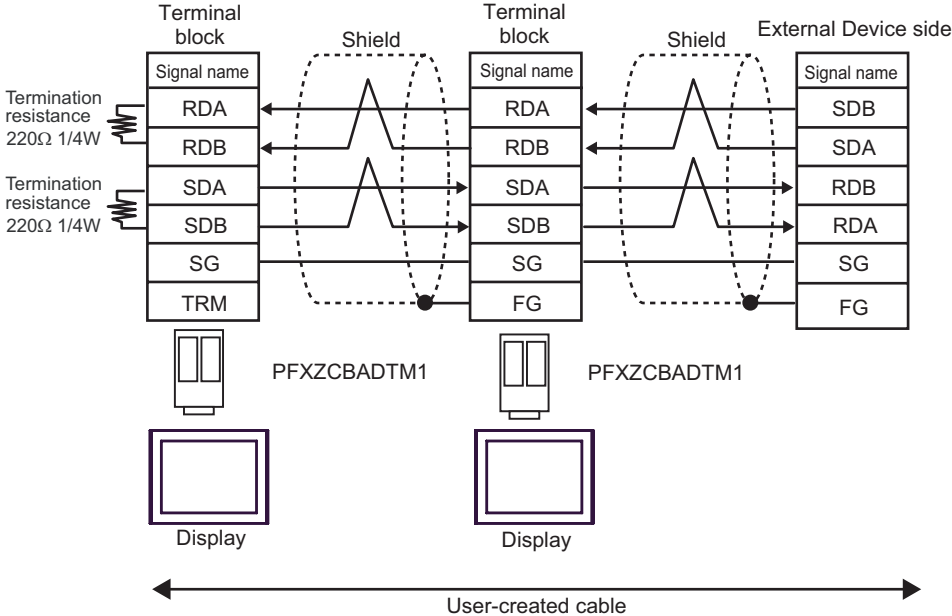 Terminal
block
Shield
Terminal
block
Shield
External Device side
Signal name
Signal name
Signal name
Termination
resistance
220Ω 1/4W
RDA
RDA
SDB
RDB
RDB
SDA
Termination
resistance
220Ω 1/4W
SDA
SDA
RDB
SDB
SDB
RDA
SG
SG
SG
TRM
FG
FG
PFXZCBADTM1
PFXZCBADTM1
Display
Display
User-created cable